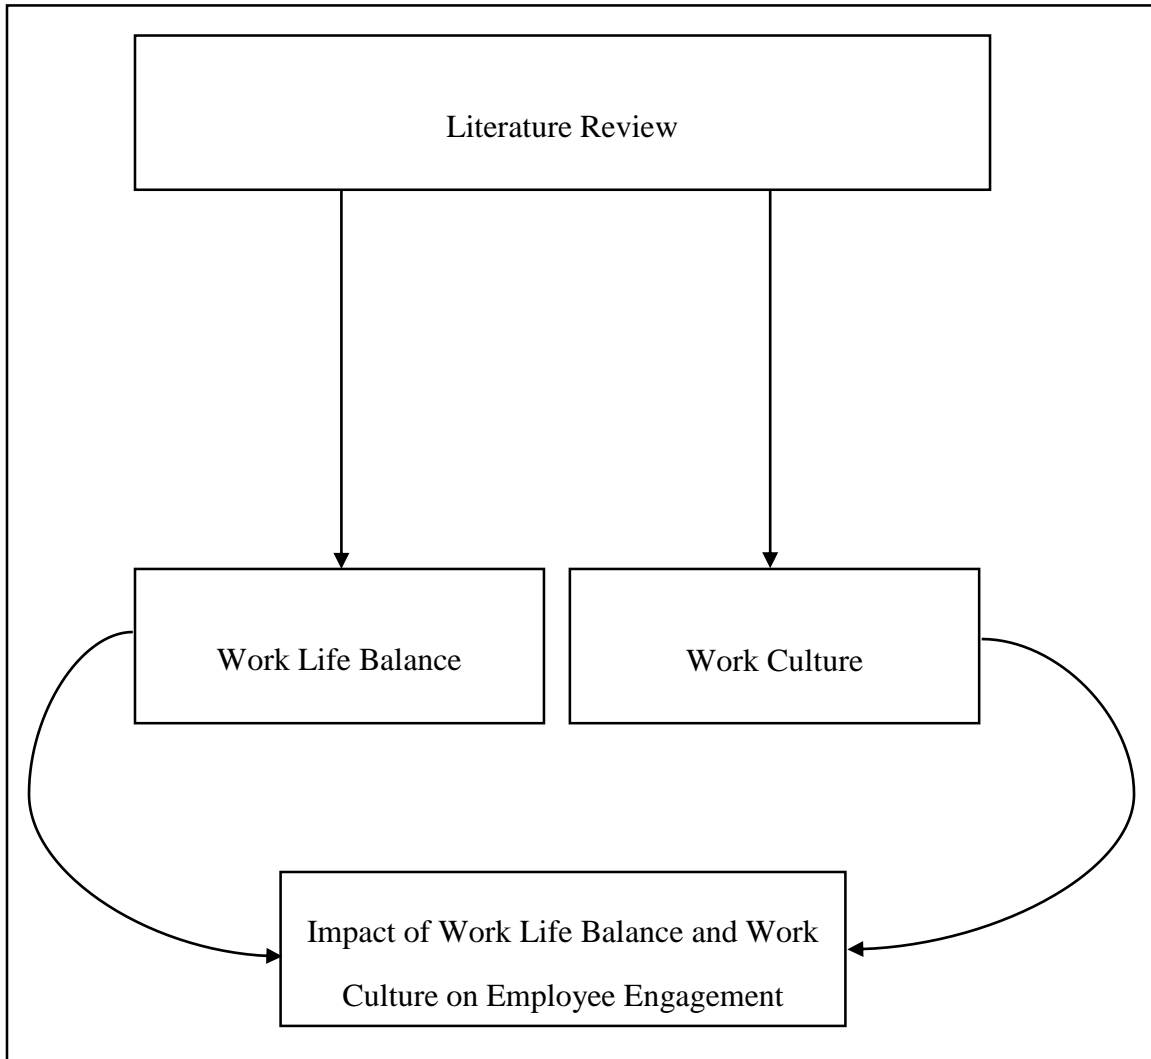 Literature Review
Work Life Balance
Work Culture
Impact of Work Life Balance and Work
Culture on Employee Engagement